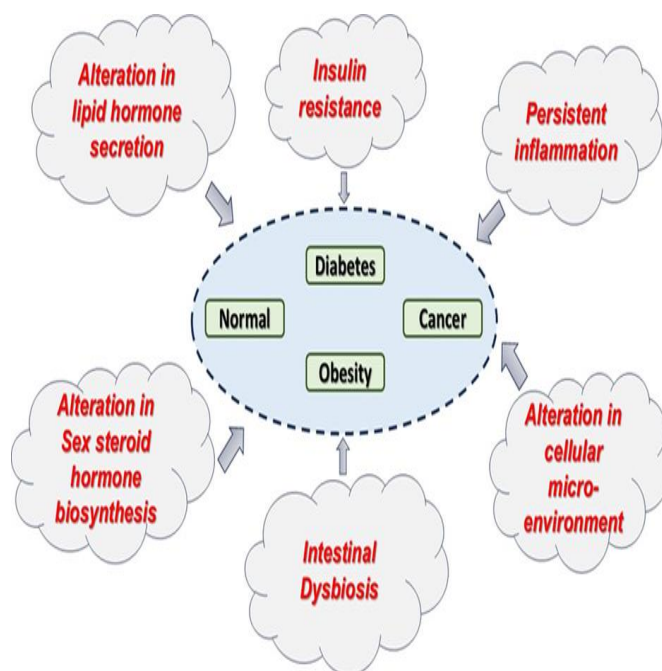 Alteration in
lipid hormone
secretion
Insulin
resistance
Persistent
inflammation
Diabetes
Normal
Cancer
Obesity
Alteration in
Sex steroid
hormone
biosynthesis
Intestinal
Dysbiosis
Alteration in
cellular
micro-
environment